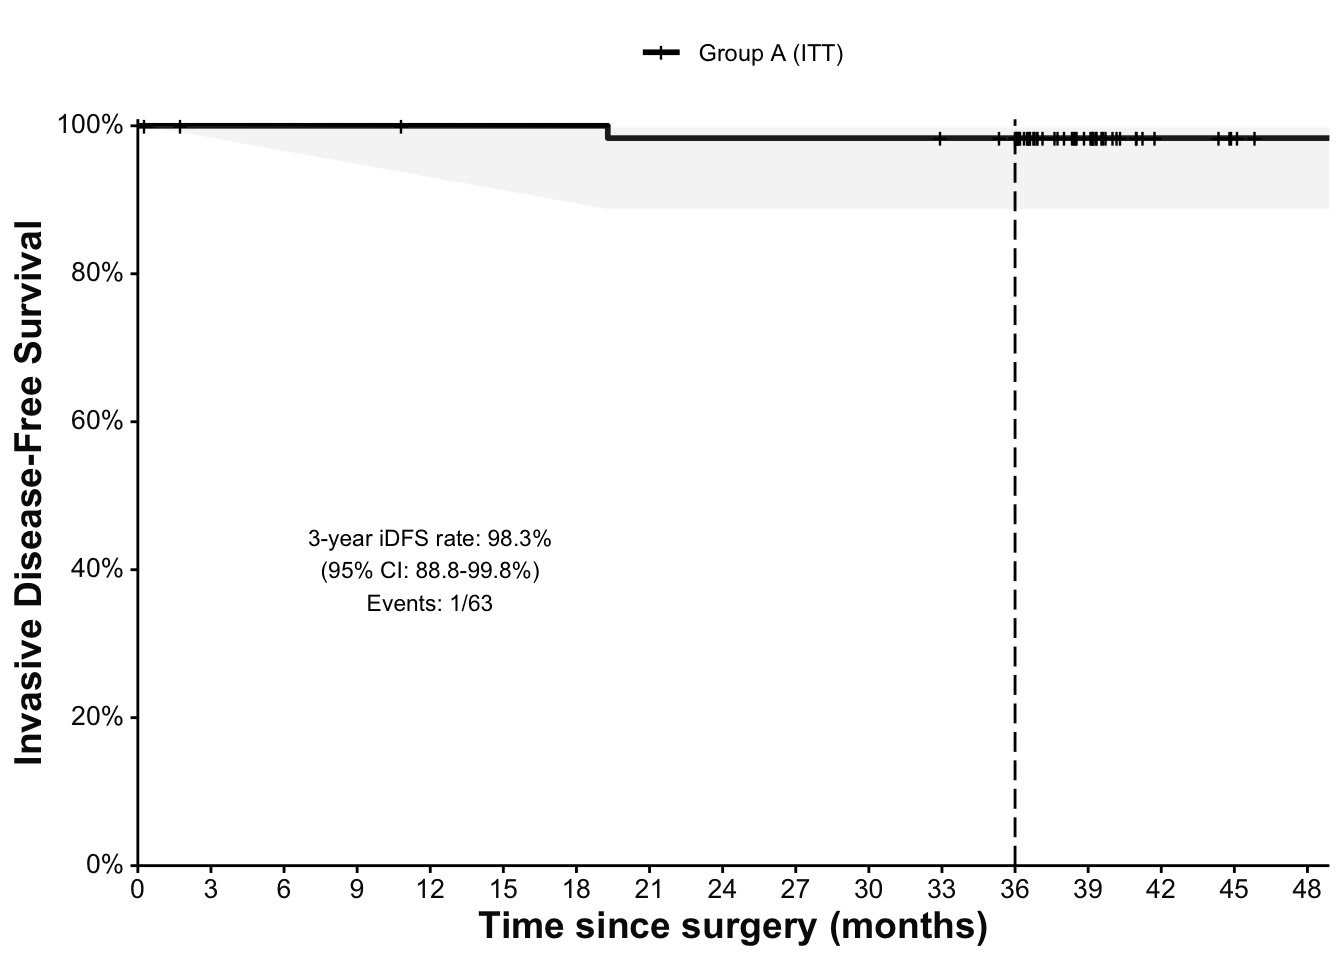 Group A (ITT)
100%
80%
60%
40%
20%
0%
Invasive Disease-Free Survival
3-year iDFS rate: 98.3%
(95% CI: 88.8-99.8%)
Events: 1/63
0 3 6 9 12 15 18 21 24 27 30 33 36 39 42 45 48
Time since surgery (months)